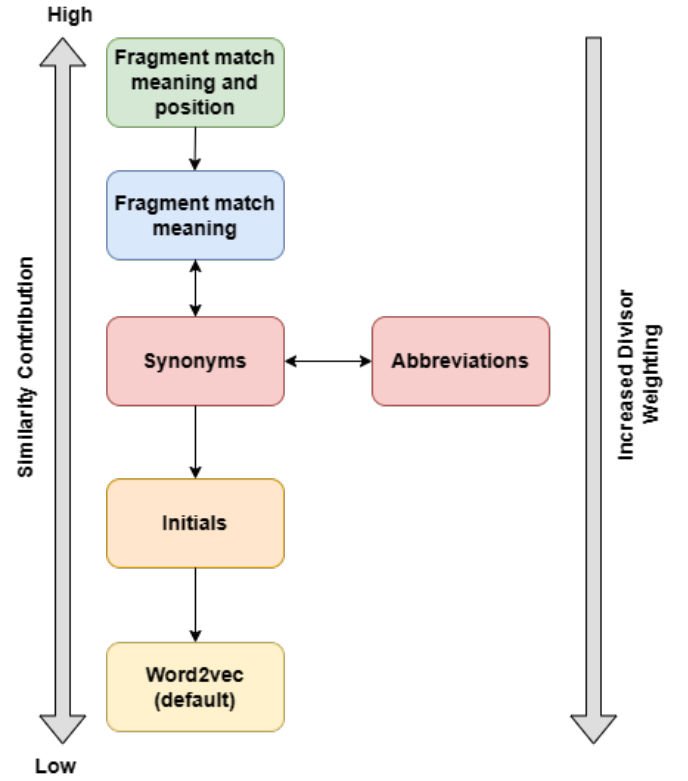 High
Fragment match
meaning and
position
Fragment match
meaning
Similarity Contribution
Synonyms
Abbreviations
Increased Divisor
Weighting
Initials
Word2vec
(default)
Low